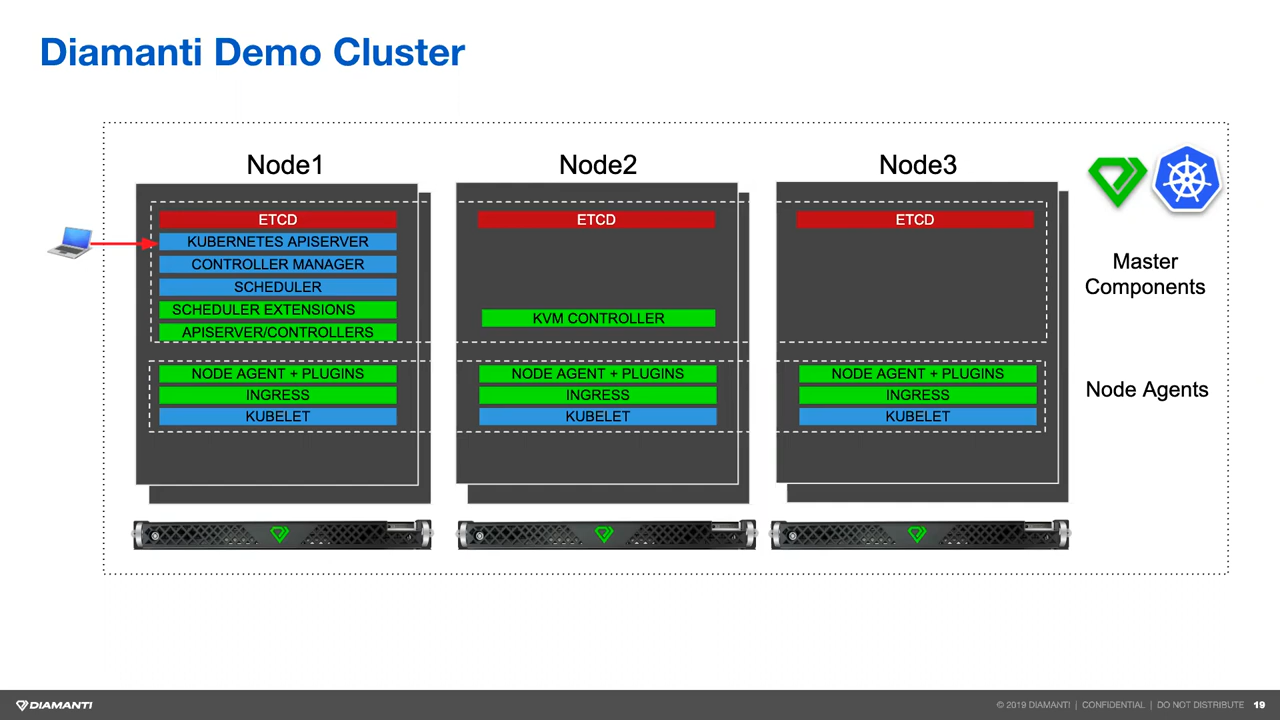 Diamanti Demo Cluster
Node1
Node2
Node3
ETCD
KUBERNETES APISERVER
CONTROLLER MANAGER
SCHEDULER
SCHEDULER EXTENSIONS
APISERVER/CONTROLLERS
NODE AGENT + PLUGINS
INGRESS
KUBELET
ETCD
KVM CONTROLLER
NODE AGENT + PLUGINS
INGRESS
KUBELET
ETCD
NODE AGENT + PLUGINS
INGRESS
KUBELET
Master
Components
Node Agents
DIAMANTI
© 2019 DIAMANTI | CONFIDENTIAL | DO NOT DISTRIBUTE 19